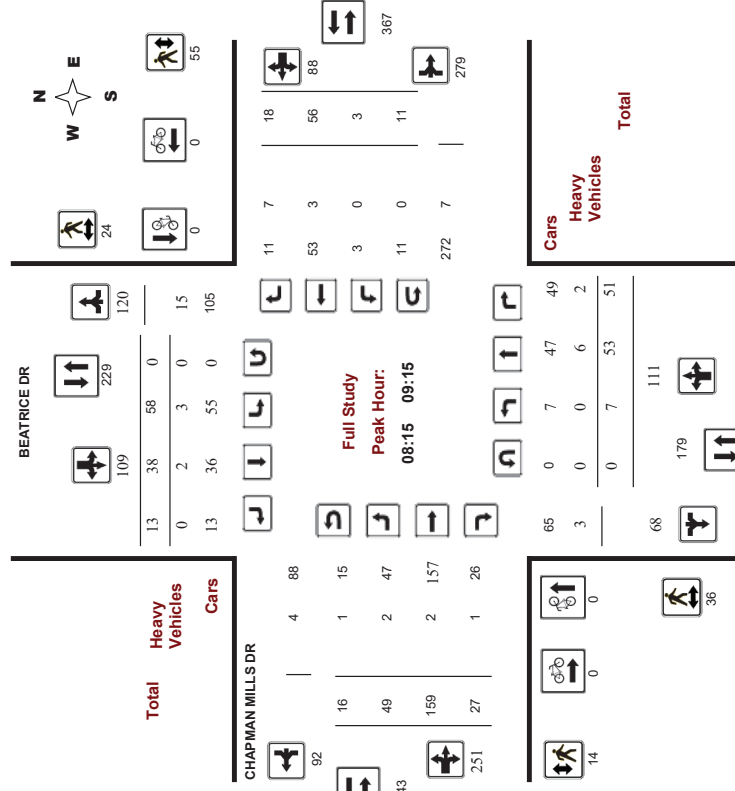 N
W E
S
24
0
0
55
BEATRICE DR
109
229
120
13 38 58 0
0 2 3 0 15
13 36 55 0 105
88
367
279
11 7 18
53 3 56
3 0 3
11 0 11
272 7
Total
Heavy
Vehicles
Cars
Full Study
Peak Hour:
08:15 09:15
CHAPMAN MILLS DR
4 88
92
16 1 15
49 2 47
159 2 157
27 1 26
43
251
65 0 7 47 49
3 0 0 6 2
0 7 53 51
68
179
111
Cars
Heavy
Vehicles
Total
14
0
0
36